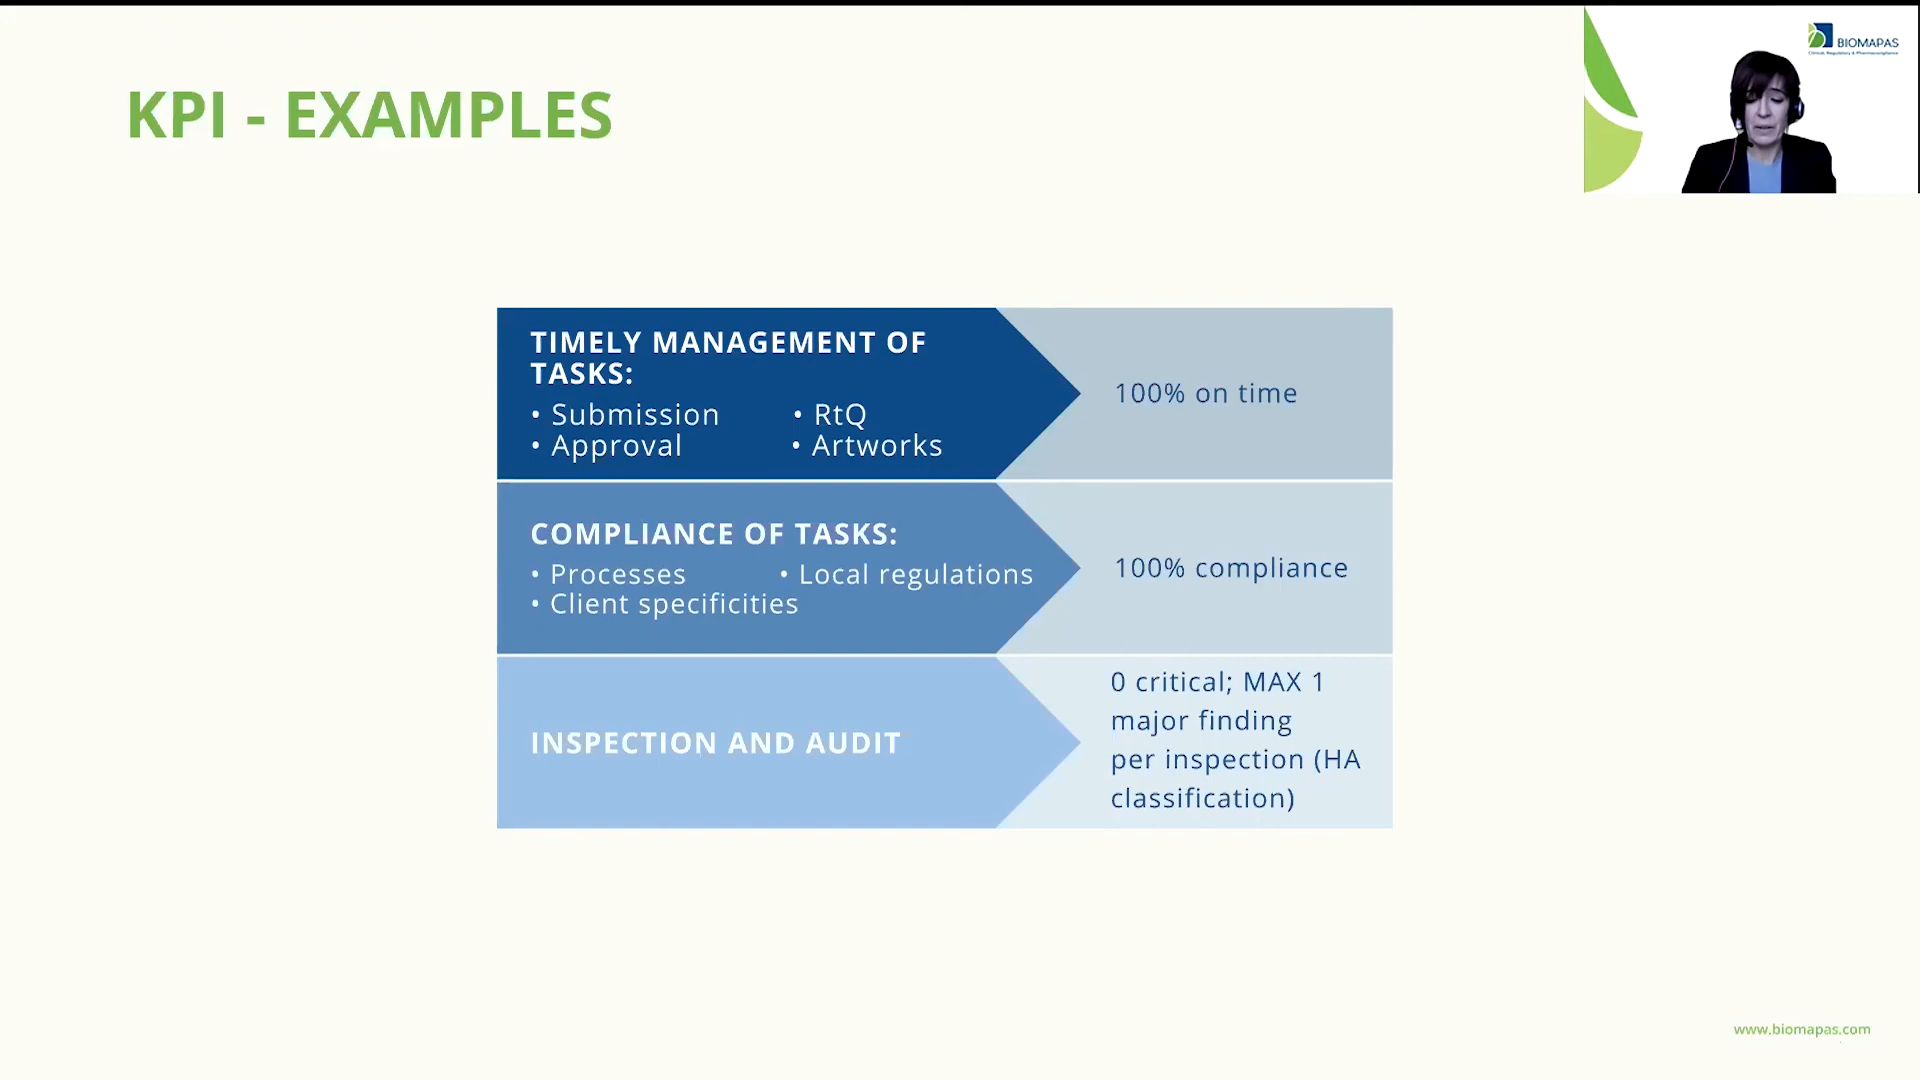 KPI - EXAMPLES
BIOMAPAS
TIMELY MANAGEMENT OF
TASKS:
• Submission • RtQ
• Approval • Artworks
100% on time
COMPLIANCE OF TASKS:
• Processes • Local regulations
• Client specificities
100% compliance
INSPECTION AND AUDIT
0 critical; MAX 1
major finding
per inspection (HA
classification)
www.biomapas.com